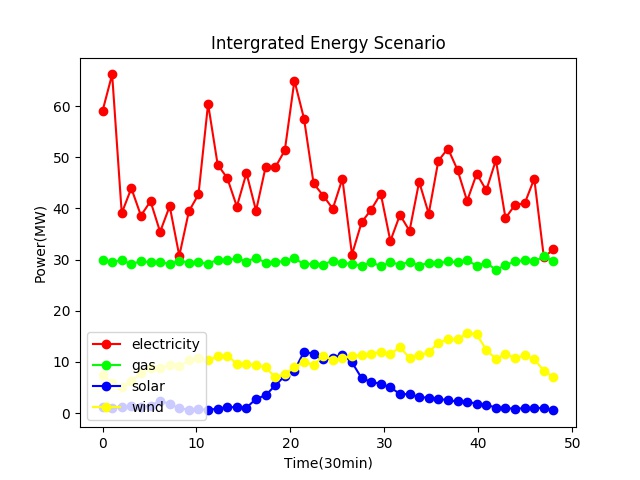 Intergrated Energy Scenario
Power(MW)
60
50
40
30
20
10
0
electricity
gas
solar
wind
0 10 20 30 40 50
Time(30min)